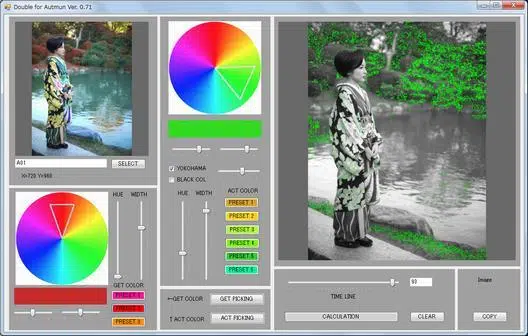 Double for Autmun Ver. 0.71
A01
SELECT
X=720 Y=960
HUE WIDTH
GET COLOR
PRESET 1
PRESET 2
PRESET 3
YOKOHAMA
BLACK COL
HUE WIDTH
ACT COLOR
PRESET 1
PRESET 2
PRESET 3
PRESET 4
PRESET 5
PRESET 6
←GET COLOR
GET PICKING
↑ACT COLOR
ACT PICKING
93
TIME LINE
CALCULATION
CLEAR
Image
COPY